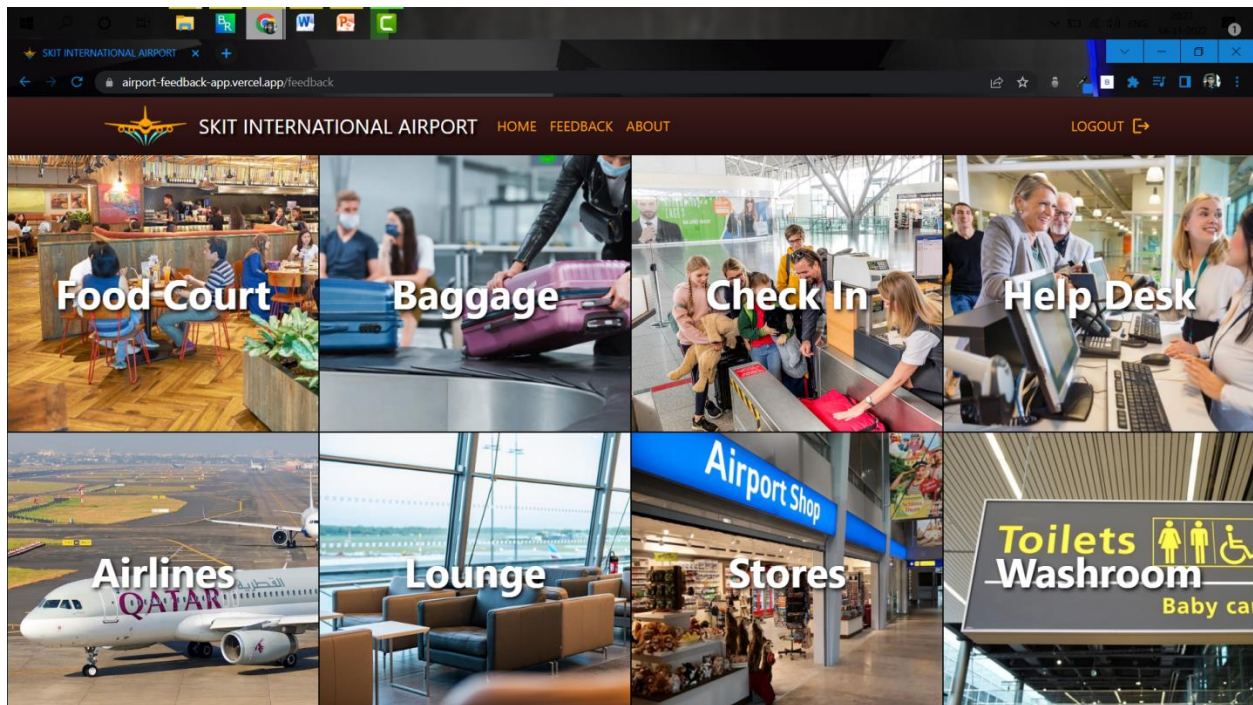 SKIT INTERNATIONAL AIRPORT
airport-feedback-app.vercel.app/feedback
SKIT INTERNATIONAL AIRPORT HOME FEEDBACK ABOUT LOGOUT
Food Court
Baggage
Check In
Help Desk
Airlines
QATAR
القطرية
Lounge
Airport Shop
Stores
Toilets
Washroom
Baby ca